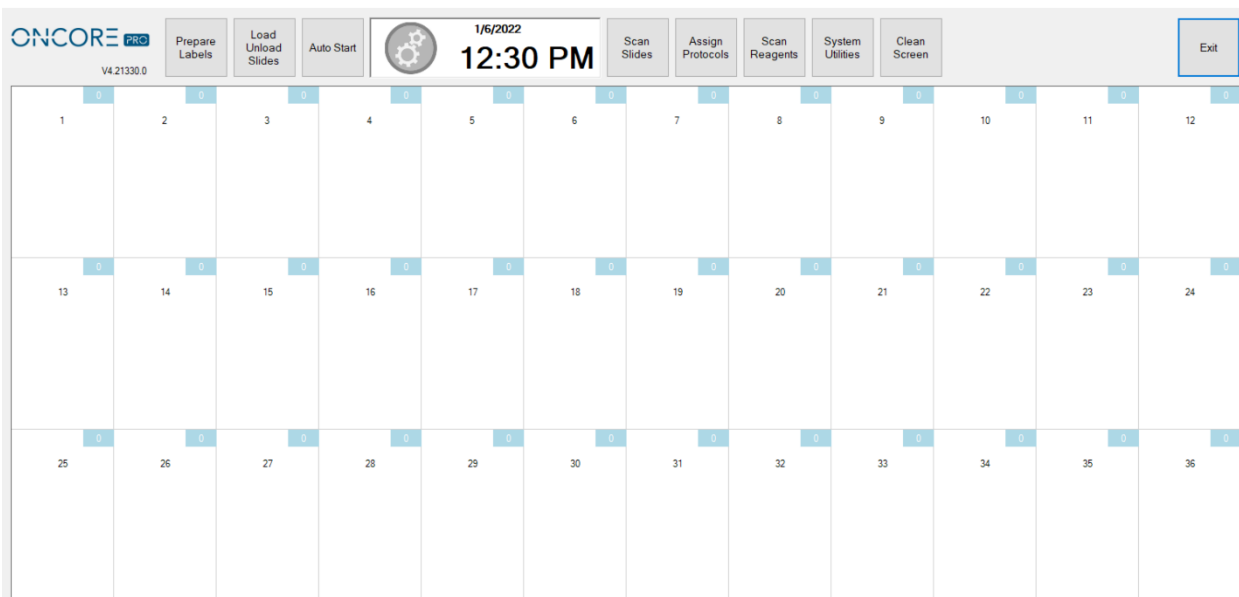 ONCORE PRO
V4.21330.0
Prepare
Labels
Load
Unload
Slides
Auto Start
1/6/2022
12:30 PM
Scan
Slides
Assign
Protocols
Scan
Reagents
System
Utilities
Clean
Screen
Exit
0 0 0 0 0 0 0 0 0 0 0 0
1 2 3 4 5 6 7 8 9 10 11 12
0 0 0 0 0 0 0 0 0 0 0 0
13 14 15 16 17 18 19 20 21 22 23 24
0 0 0 0 0 0 0 0 0 0 0 0
25 26 27 28 29 30 31 32 33 34 35 36